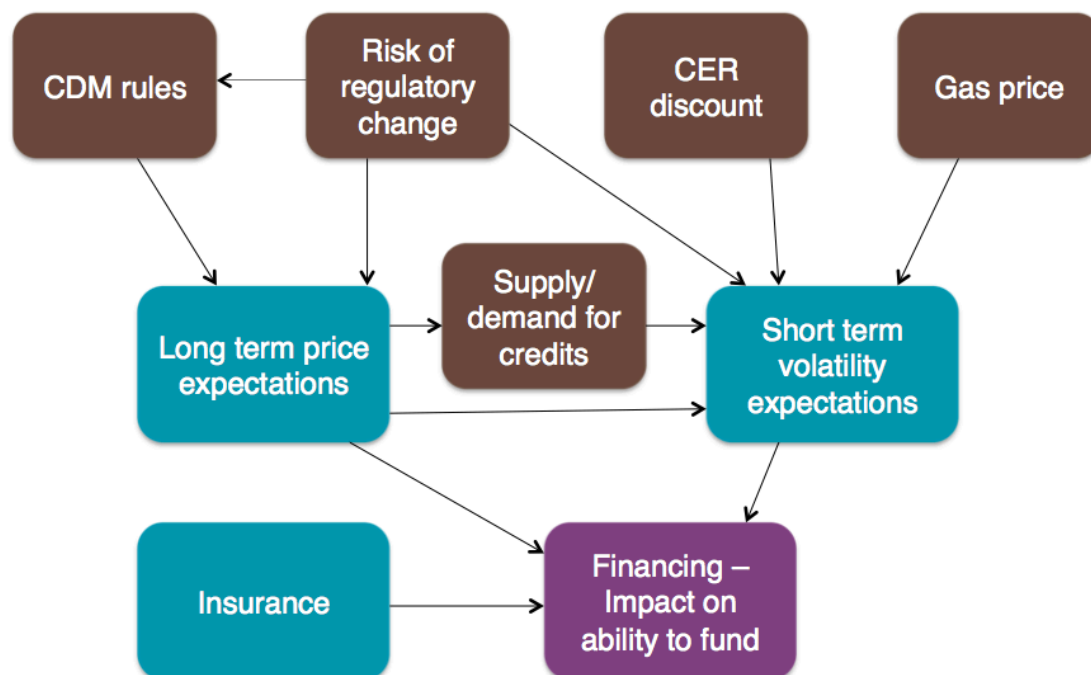 CDM rules
Risk of
regulatory
change
CER
discount
Gas price
Long term price
expectations
Supply/
demand for
credits
Short term
volatility
expectations
Insurance
Financing –
Impact on
ability to fund